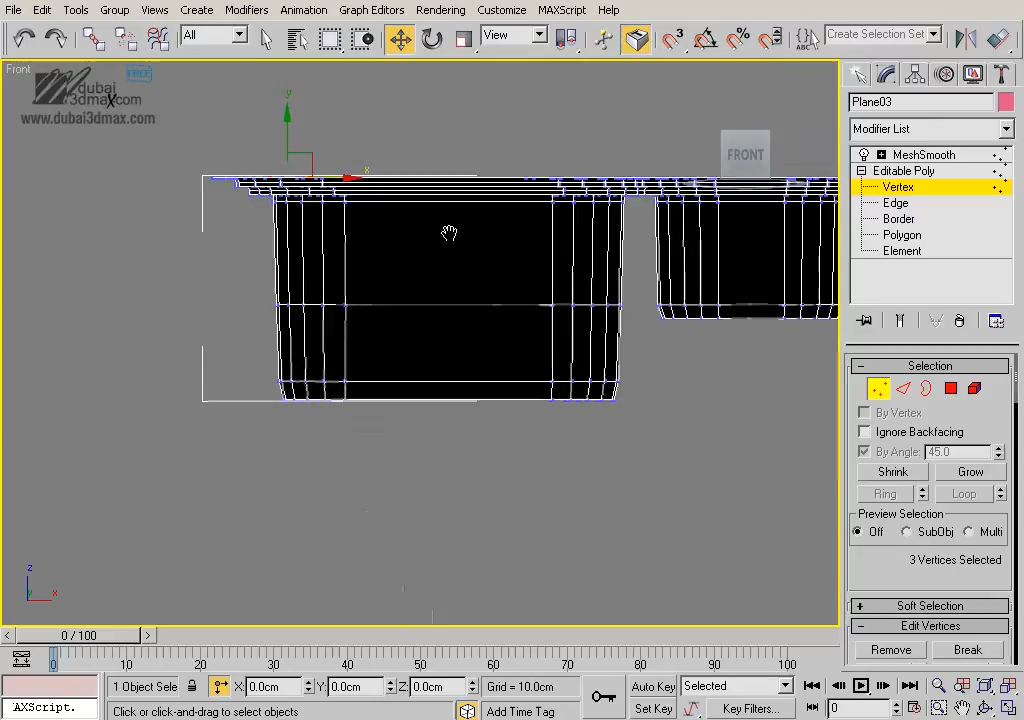 File Edit Tools Group Views Create Modifiers Animation Graph Editors Rendering Customize MAXScript Help
All
View
3
%
ABC
Create Selection Set
Front
FREE
dubai
3dmax.com
www.dubai3dmax.com
y
x
FRONT
z
y
x
Plane03
Modifier List
MeshSmooth
Editable Poly
Vertex
Edge
Border
Polygon
Element
Selection
By Vertex
Ignore Backfacing
By Angle: 45.0
Shrink Grow
Ring Loop
Preview Selection
Off SubObj Multi
3 Vertices Selected
Soft Selection
Edit Vertices
Remove Break
< 0 / 100 >
0 10 20 30 40 50 60 70 80 90 100
1 Object Sele X: 0.0cm Y: 0.0cm Z: 0.0cm Grid = 10.0cm Auto Key Selected
AXScript. Click or click-and-drag to select objects Add Time Tag Set Key Key Filters... 0